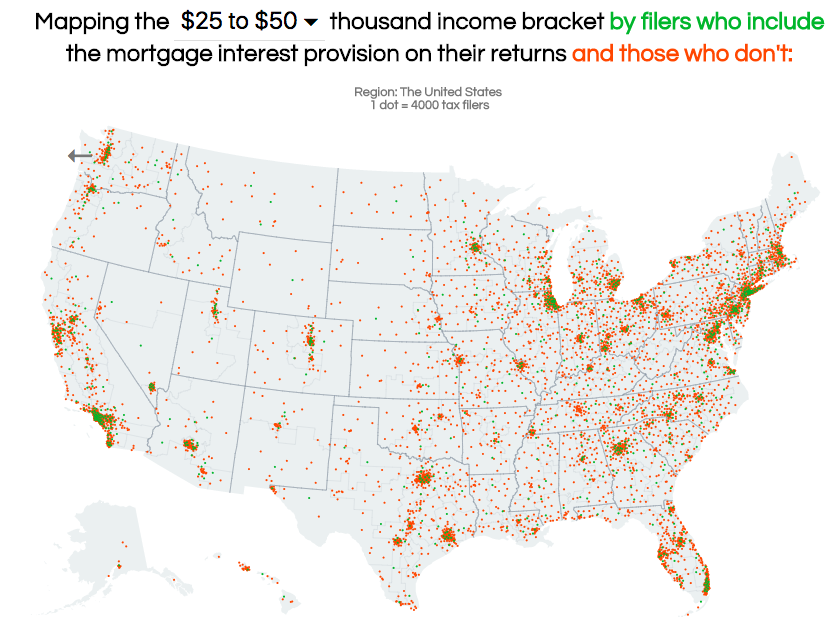 Mapping the $25 to $50 thousand income bracket by filers who include
the mortgage interest provision on their returns and those who don't:
Region: The United States
1 dot = 4000 tax filers